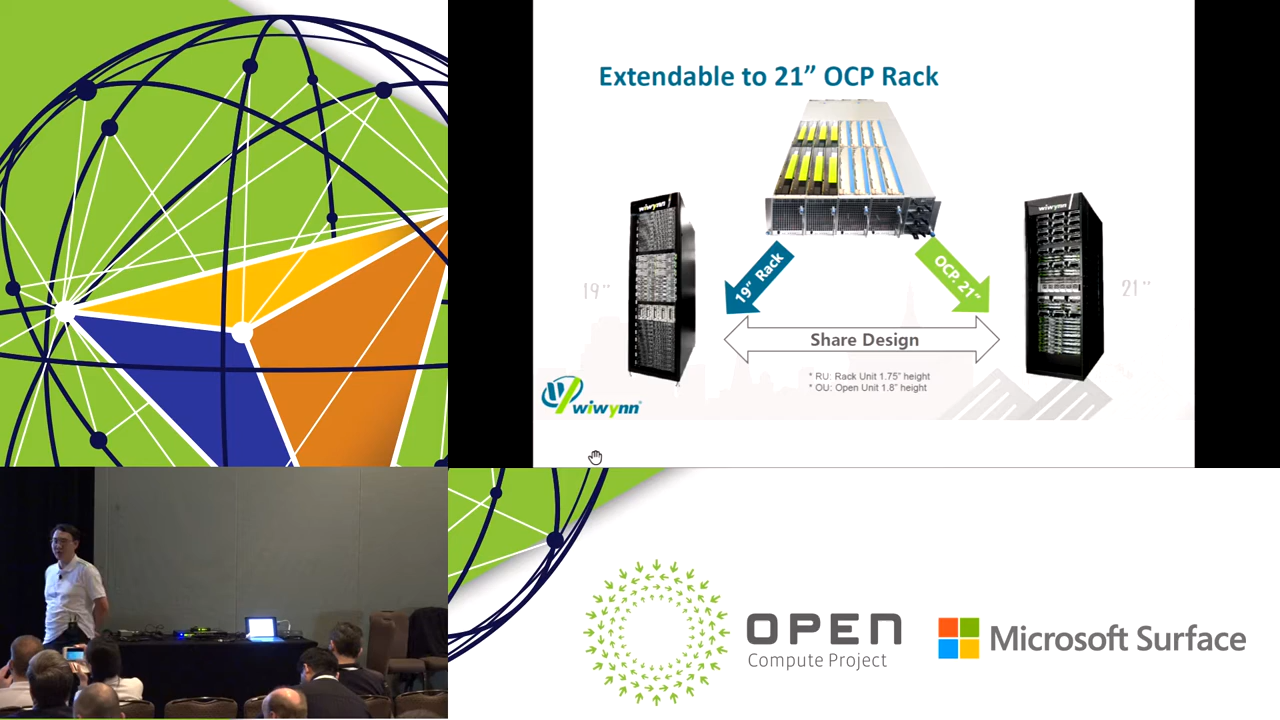 Extendable to 21” OCP Rack
wiwynn
wiwynn
19”
19” Rack
OCP. 21”
21”
Share Design
* RU: Rack Unit 1.75” height
* OU: Open Unit 1.8” height
wiwynn
OPEN
Compute Project
Microsoft Surface